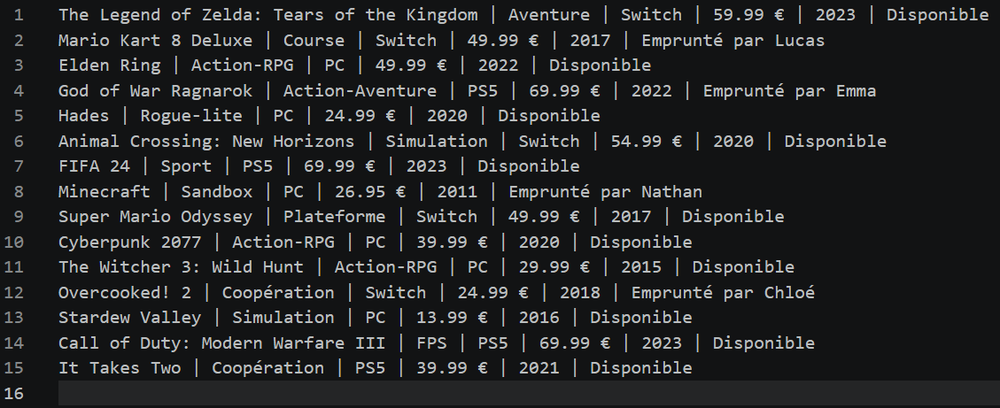 1 The Legend of Zelda: Tears of the Kingdom | Aventure | Switch | 59.99 € | 2023 | Disponible
2 Mario Kart 8 Deluxe | Course | Switch | 49.99 € | 2017 | Emprunté par Lucas
3 Elden Ring | Action-RPG | PC | 49.99 € | 2022 | Disponible
4 God of War Ragnarok | Action-Aventure | PS5 | 69.99 € | 2022 | Emprunté par Emma
5 Hades | Rogue-lite | PC | 24.99 € | 2020 | Disponible
6 Animal Crossing: New Horizons | Simulation | Switch | 54.99 € | 2020 | Disponible
7 FIFA 24 | Sport | PS5 | 69.99 € | 2023 | Disponible
8 Minecraft | Sandbox | PC | 26.95 € | 2011 | Emprunté par Nathan
9 Super Mario Odyssey | Plateforme | Switch | 49.99 € | 2017 | Disponible
10 Cyberpunk 2077 | Action-RPG | PC | 39.99 € | 2020 | Disponible
11 The Witcher 3: Wild Hunt | Action-RPG | PC | 29.99 € | 2015 | Disponible
12 Overcooked! 2 | Coopération | Switch | 24.99 € | 2018 | Emprunté par Chloé
13 Stardew Valley | Simulation | PC | 13.99 € | 2016 | Disponible
14 Call of Duty: Modern Warfare III | FPS | PS5 | 69.99 € | 2023 | Disponible
15 It Takes Two | Coopération | PS5 | 39.99 € | 2021 | Disponible
16